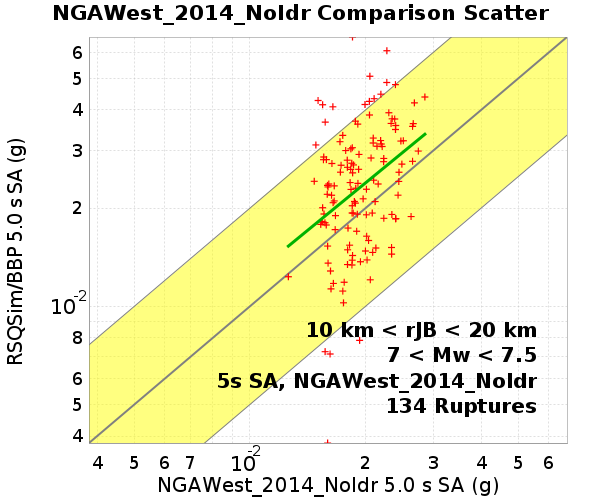 NGAWest_2014_NoIdr Comparison Scatter
RSQSim/BBP 5.0 s SA (g)
6
5
4
3
2
10-2
8
6
5
4
10 km < rJB < 20 km
7 < Mw < 7.5
5s SA, NGAWest_2014_NoIdr
134 Ruptures
4 5 6 7 10-2 2 3 4 5 6
NGAWest_2014_NoIdr 5.0 s SA (g)